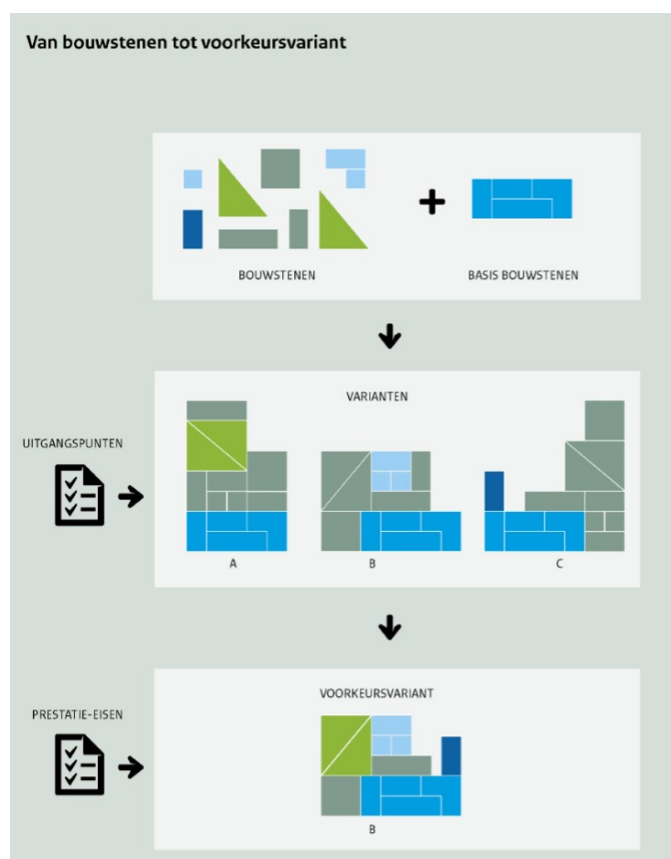 Van bouwstenen tot voorkeursvariant
BOUWSTENEN
BASIS BOUWSTENEN
VARIANTEN
UITGANGSPUNTEN
A
B
C
VOORKEURSVARIANT
PRESTATIE-EISEN
B